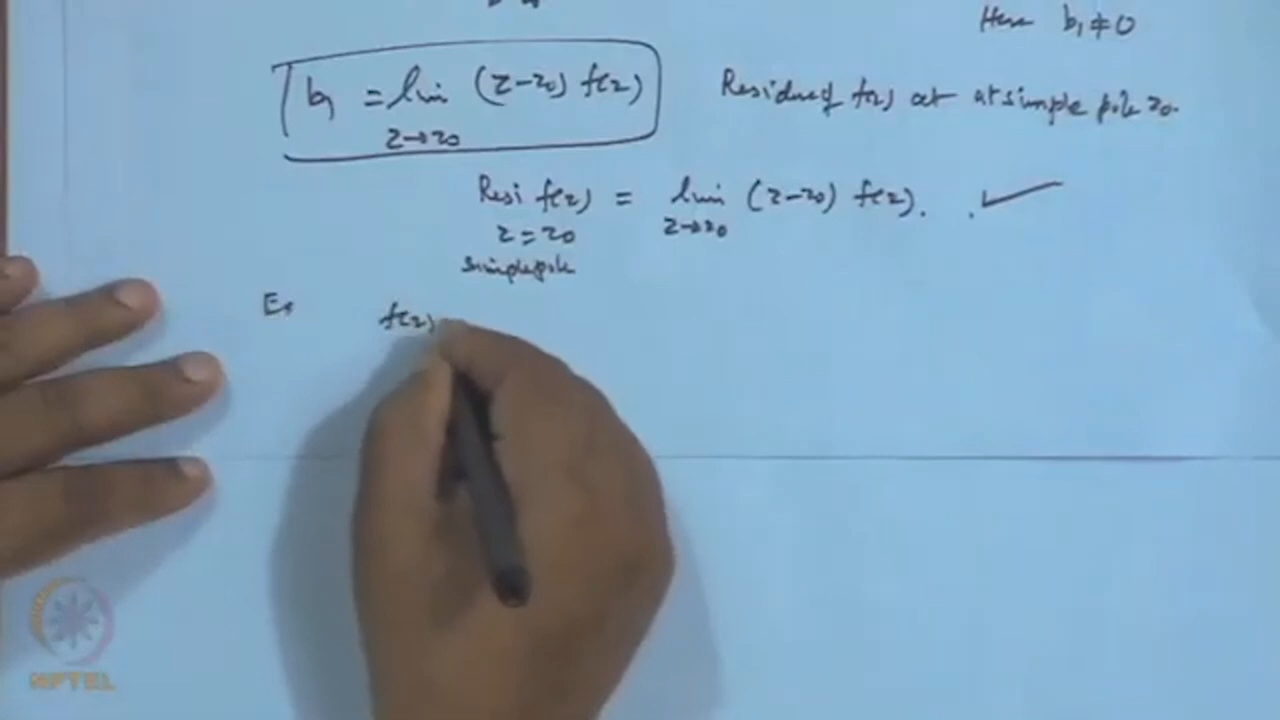 Here b₁ ≠ 0
b₁ = lim (z-z₀) f(z) Residue of f(z) at at simple pole z₀.
z→z₀
Resi f(z) = lim (z-z₀) f(z).
z=z₀ z→z₀
simple pole
Ex f(z)
NPTEL